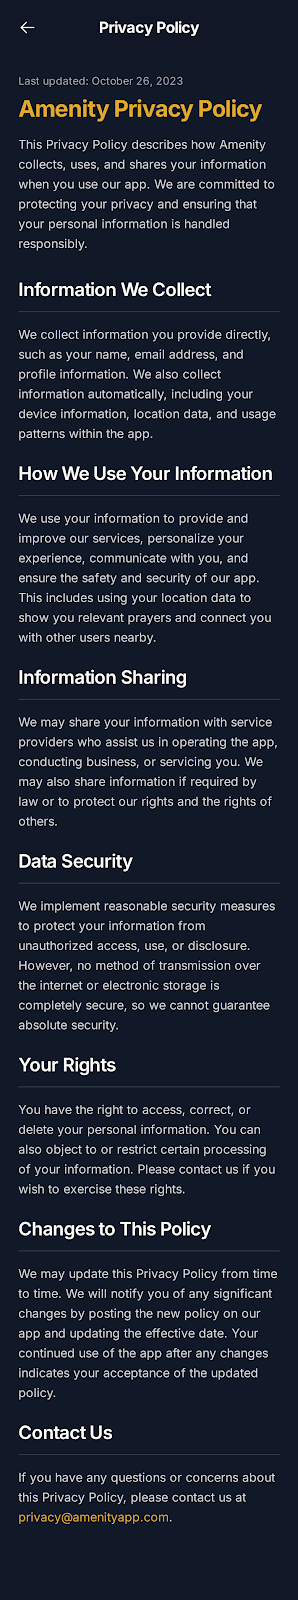 Privacy Policy
Last updated: October 26, 2023
Amenity Privacy Policy
This Privacy Policy describes how Amenity
collects, uses, and shares your information
when you use our app. We are committed to
protecting your privacy and ensuring that
your personal information is handled
responsibly.
Information We Collect
We collect information you provide directly,
such as your name, email address, and
profile information. We also collect
information automatically, including your
device information, location data, and usage
patterns within the app.
How We Use Your Information
We use your information to provide and
improve our services, personalize your
experience, communicate with you, and
ensure the safety and security of our app.
This includes using your location data to
show you relevant prayers and connect you
with other users nearby.
Information Sharing
We may share your information with service
providers who assist us in operating the app,
conducting business, or servicing you. We
may also share information if required by
law or to protect our rights and the rights of
others.
Data Security
We implement reasonable security measures
to protect your information from
unauthorized access, use, or disclosure.
However, no method of transmission over
the internet or electronic storage is
completely secure, so we cannot guarantee
absolute security.
Your Rights
You have the right to access, correct, or
delete your personal information. You can
also object to or restrict certain processing
of your information. Please contact us if you
wish to exercise these rights.
Changes to This Policy
We may update this Privacy Policy from time
to time. We will notify you of any significant
changes by posting the new policy on our
app and updating the effective date. Your
continued use of the app after any changes
indicates your acceptance of the updated
policy.
Contact Us
If you have any questions or concerns about
this Privacy Policy, please contact us at
privacy@amenityapp.com.